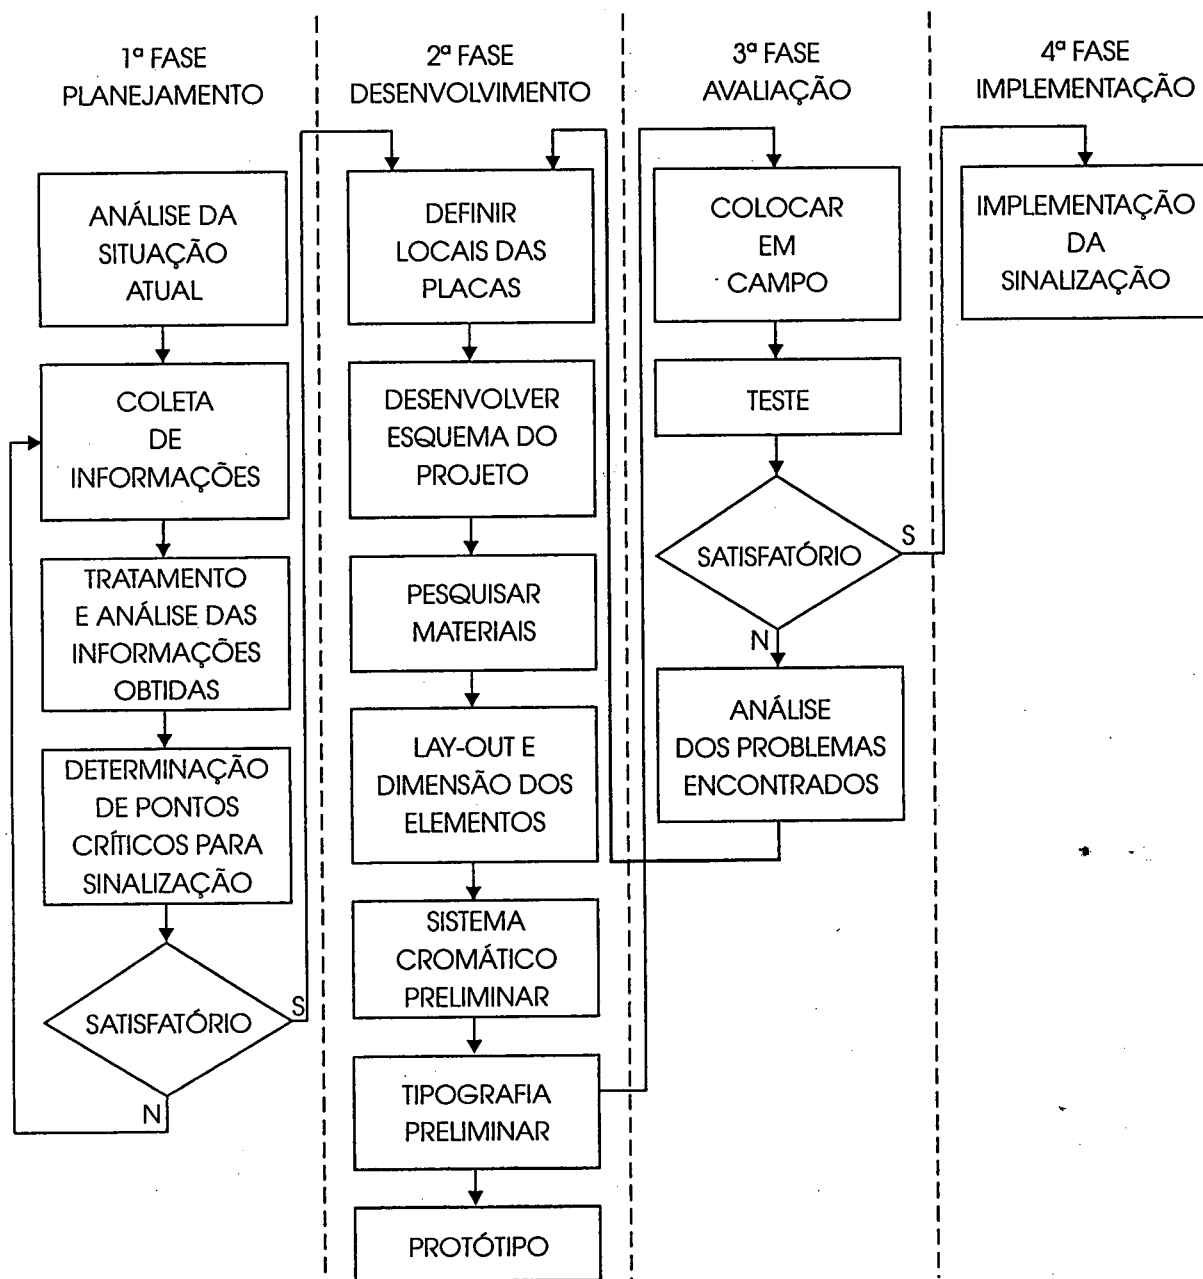 1ª FASE
PLANEJAMENTO
ANÁLISE DA
SITUAÇÃO
ATUAL
COLETA
DE
INFORMAÇÕES
TRATAMENTO
E ANÁLISE DAS
INFORMAÇÕES
OBTIDAS
DETERMINAÇÃO
DE PONTOS
CRÍTICOS PARA
SINALIZAÇÃO
SATISFATÓRIO
S
N
2ª FASE
DESENVOLVIMENTO
DEFINIR
LOCAIS DAS
PLACAS
DESENVOLVER
ESQUEMA DO
PROJETO
PESQUISAR
MATERIAIS
LAY-OUT E
DIMENSÃO DOS
ELEMENTOS
SISTEMA
CROMÁTICO
PRELIMINAR
TIPOGRAFIA
PRELIMINAR
PROTÓTIPO
3ª FASE
AVALIAÇÃO
COLOCAR
EM
CAMPO
TESTE
SATISFATÓRIO
S
N
ANÁLISE
DOS PROBLEMAS
ENCONTRADOS
4ª FASE
IMPLEMENTAÇÃO
IMPLEMENTAÇÃO
DA
SINALIZAÇÃO